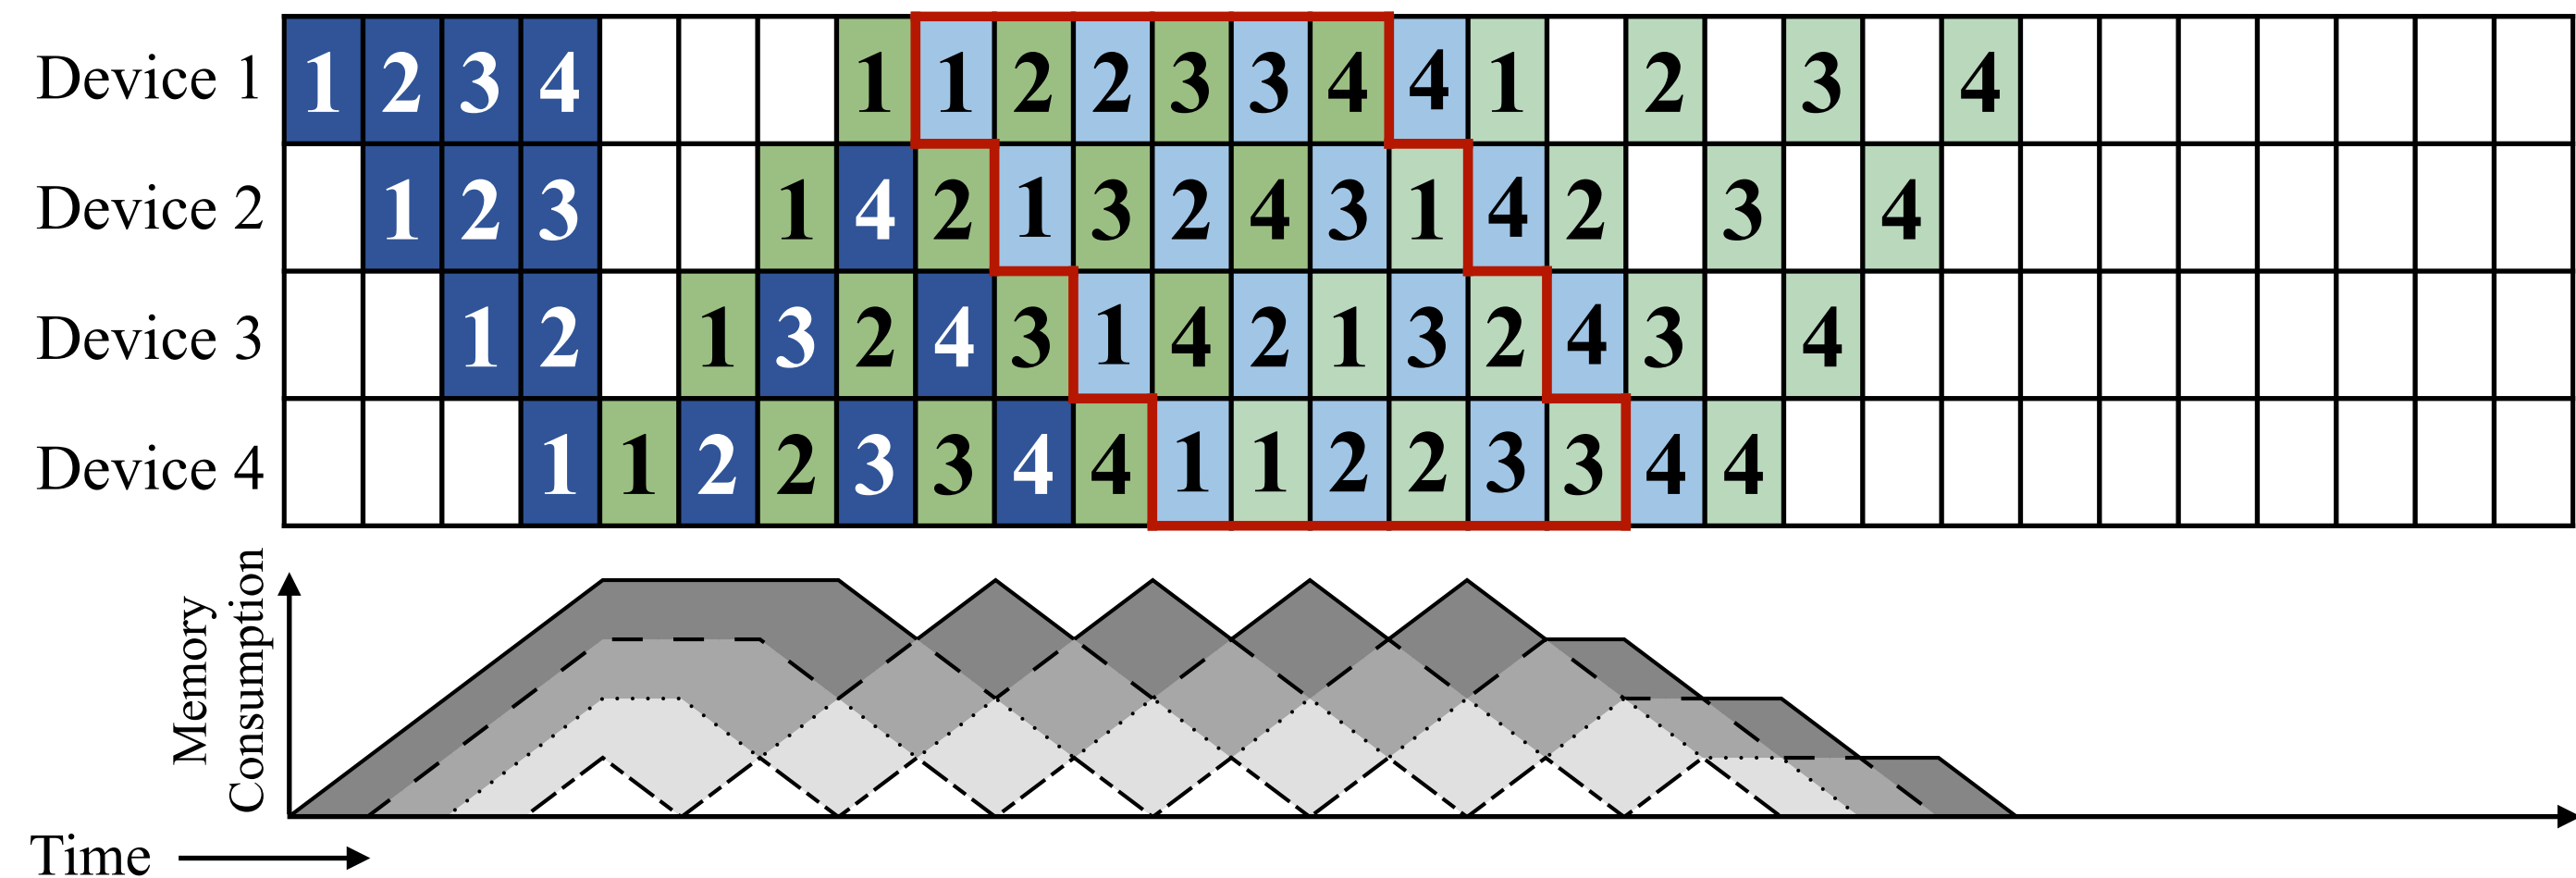 Device 1 1 2 3 4 1 1 2 2 3 3 4 4 1 2 3 4
Device 2 1 2 3 1 4 2 1 3 2 4 3 1 4 2 3 4
Device 3 1 2 1 3 2 4 3 1 4 2 1 3 2 4 3 4
Device 4 1 1 2 2 3 3 4 4 1 1 2 2 3 3 4 4
Memory
Consumption
Time